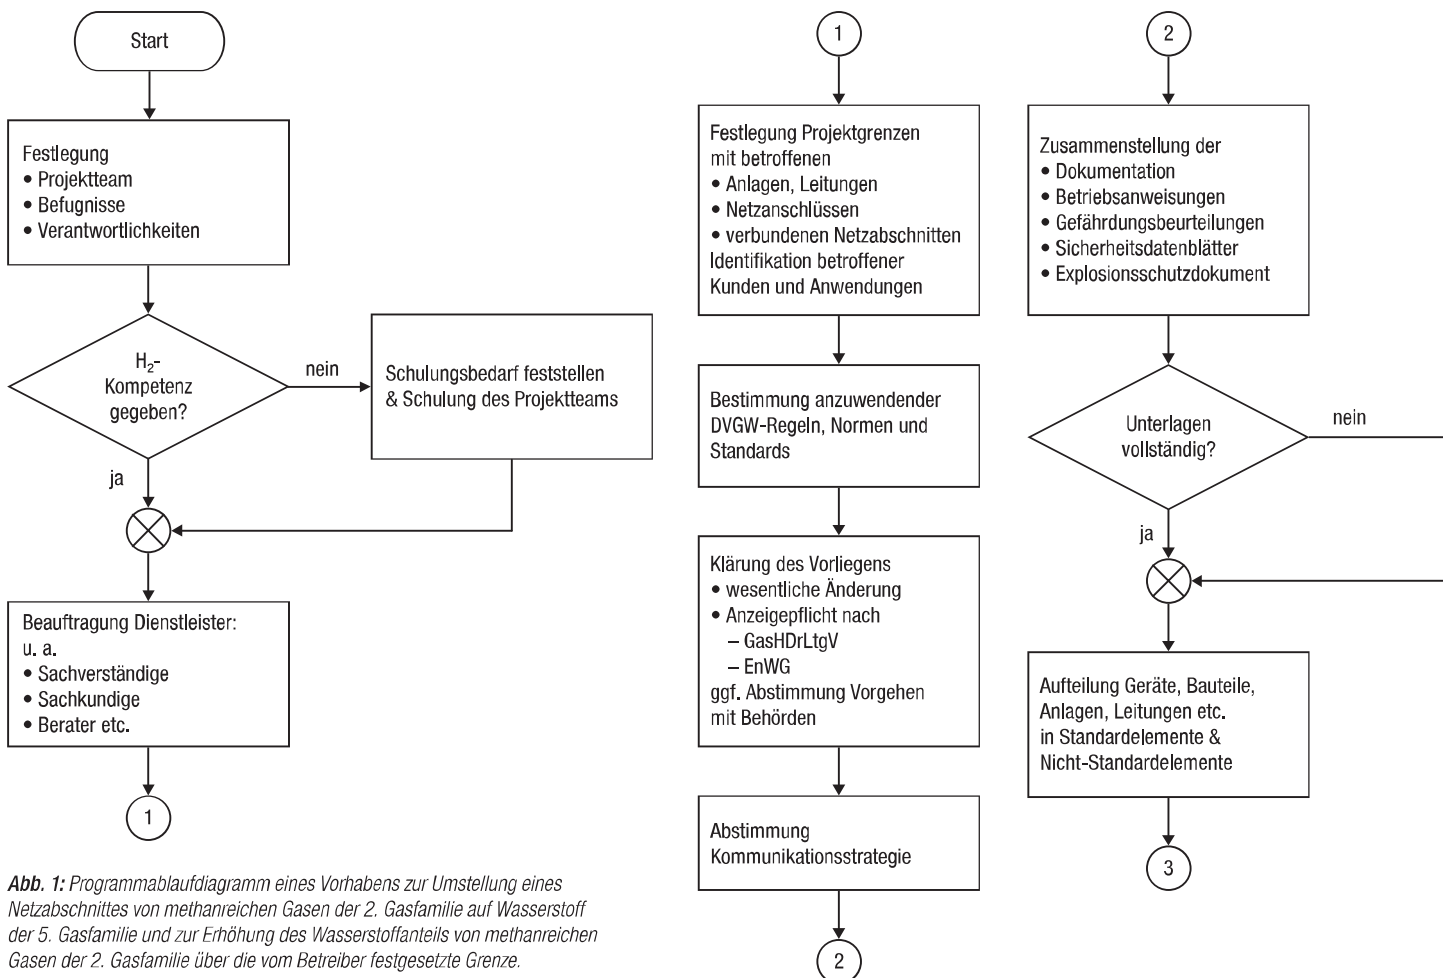 Start
Festlegung
• Projektteam
• Befugnisse
• Verantwortlichkeiten
H₂-
Kompetenz
gegeben?
nein
Schulungsbedarf feststellen
& Schulung des Projektteams
ja
Beauftragung Dienstleister:
u. a.
• Sachverständige
• Sachkundige
• Berater etc.
1
Abb. 1: Programmablaufdiagramm eines Vorhabens zur Umstellung eines
Netzabschnittes von methanreichen Gasen der 2. Gasfamilie auf Wasserstoff
der 5. Gasfamilie und zur Erhöhung des Wasserstoffanteils von methanreichen
Gasen der 2. Gasfamilie über die vom Betreiber festgesetzte Grenze.
1
Festlegung Projektgrenzen
mit betroffenen
• Anlagen, Leitungen
• Netzanschlüssen
• verbundenen Netzabschnitten
Identifikation betroffener
Kunden und Anwendungen
Bestimmung anzuwendender
DVGW-Regeln, Normen und
Standards
Klärung des Vorliegens
• wesentliche Änderung
• Anzeigepflicht nach
– GasHDrLtgV
– EnWG
ggf. Abstimmung Vorgehen
mit Behörden
Abstimmung
Kommunikationsstrategie
2
2
Zusammenstellung der
• Dokumentation
• Betriebsanweisungen
• Gefährdungsbeurteilungen
• Sicherheitsdatenblätter
• Explosionsschutzdokument
Unterlagen
vollständig?
nein
ja
Aufteilung Geräte, Bauteile,
Anlagen, Leitungen etc.
in Standardelemente &
Nicht-Standardelemente
3